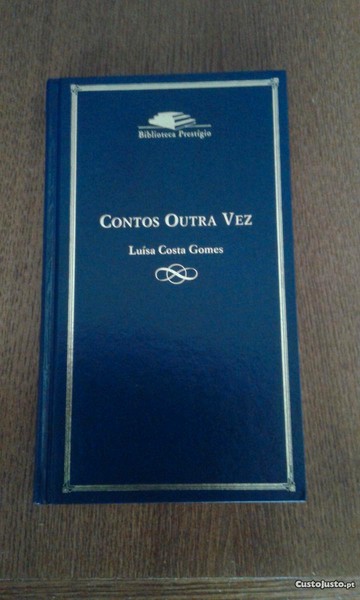 Biblioteca Prestígio
CONTOS OUTRA VEZ
Luísa Costa Gomes
CustoJusto.pt